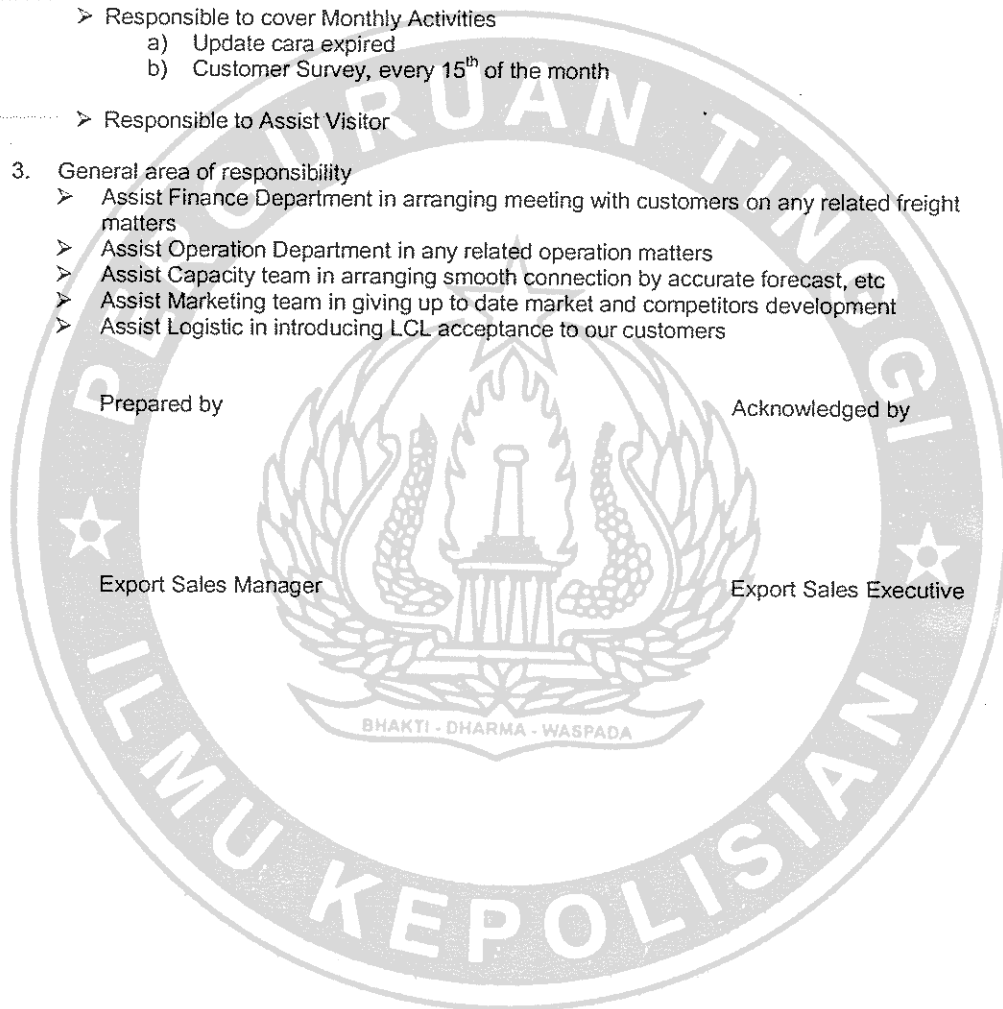 ➢ Responsible to cover Monthly Activities
a) Update cara expired
b) Customer Survey, every 15th of the month
➢ Responsible to Assist Visitor
3. General area of responsibility
➢ Assist Finance Department in arranging meeting with customers on any related freight
matters
➢ Assist Operation Department in any related operation matters
➢ Assist Capacity team in arranging smooth connection by accurate forecast, etc
➢ Assist Marketing team in giving up to date market and competitors development
➢ Assist Logistic in introducing LCL acceptance to our customers
Prepared by Acknowledged by
Export Sales Manager Export Sales Executive
PERGURUAN TINGGI
BHAKTI - DHARMA - WASPADA
ILMU KEPOLISIAN